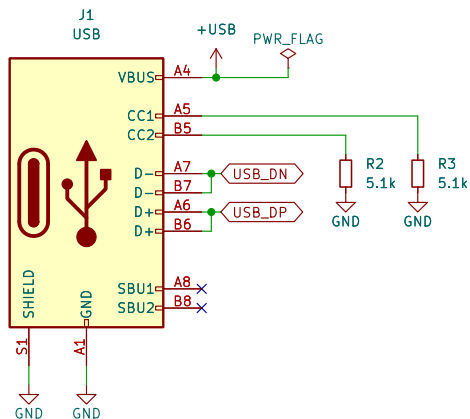 J1
USB
+USB
PWR_FLAG
VBUS
A4
CC1
A5
CC2
B5
D-
A7
USB_DN
D-
B7
D+
A6
USB_DP
D+
B6
R2
5.1k
GND
R3
5.1k
GND
SBU1
A8
SBU2
B8
SHIELD
GND
S1
A1
GND
GND